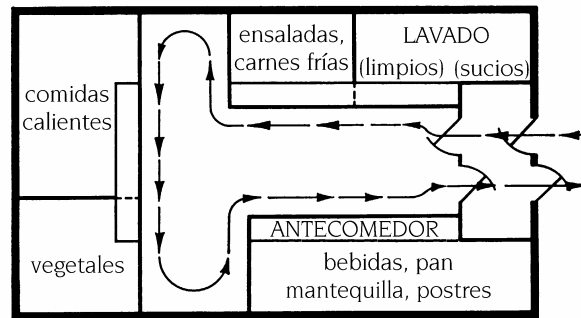 ensaladas,
carnes frías
LAVADO
(limpios) (sucios)
comidas
calientes
vegetales
ANTECOMEDOR
bebidas, pan
mantequilla, postres